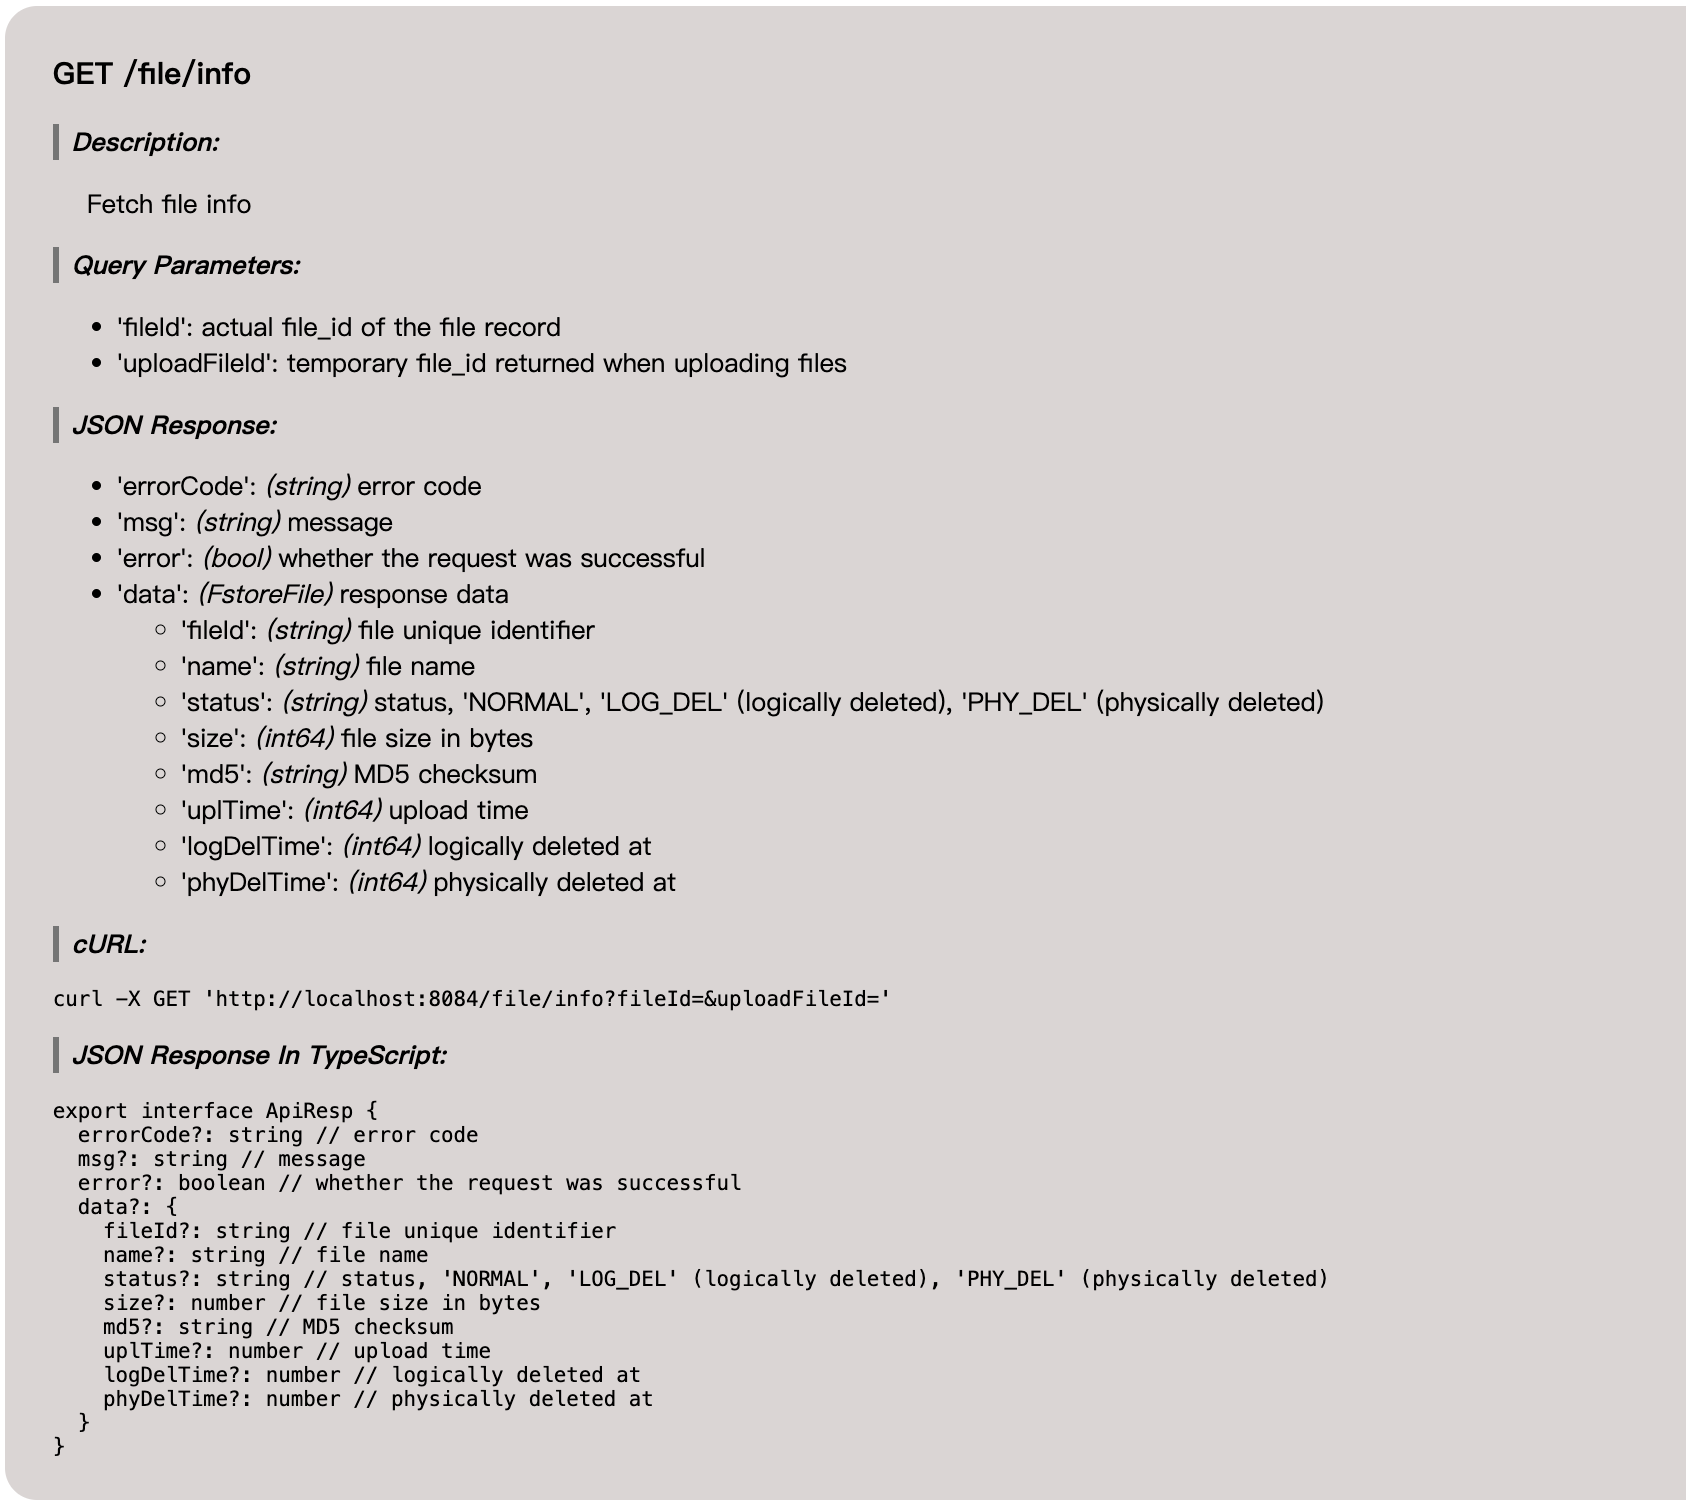 GET /file/info
Description:
Fetch file info
Query Parameters:
• 'fileId': actual file_id of the file record
• 'uploadFileId': temporary file_id returned when uploading files
JSON Response:
• 'errorCode': (string) error code
• 'msg': (string) message
• 'error': (bool) whether the request was successful
• 'data': (FstoreFile) response data
◦ 'fileId': (string) file unique identifier
◦ 'name': (string) file name
◦ 'status': (string) status, 'NORMAL', 'LOG_DEL' (logically deleted), 'PHY_DEL' (physically deleted)
◦ 'size': (int64) file size in bytes
◦ 'md5': (string) MD5 checksum
◦ 'uplTime': (int64) upload time
◦ 'logDelTime': (int64) logically deleted at
◦ 'phyDelTime': (int64) physically deleted at
cURL:
curl -X GET 'http://localhost:8084/file/info?fileId=&uploadFileId='
JSON Response In TypeScript:
export interface ApiResp {
  errorCode?: string // error code
  msg?: string // message
  error?: boolean // whether the request was successful
  data?: {
    fileId?: string // file unique identifier
    name?: string // file name
    status?: string // status, 'NORMAL', 'LOG_DEL' (logically deleted), 'PHY_DEL' (physically deleted)
    size?: number // file size in bytes
    md5?: string // MD5 checksum
    uplTime?: number // upload time
    logDelTime?: number // logically deleted at
    phyDelTime?: number // physically deleted at
  }
}